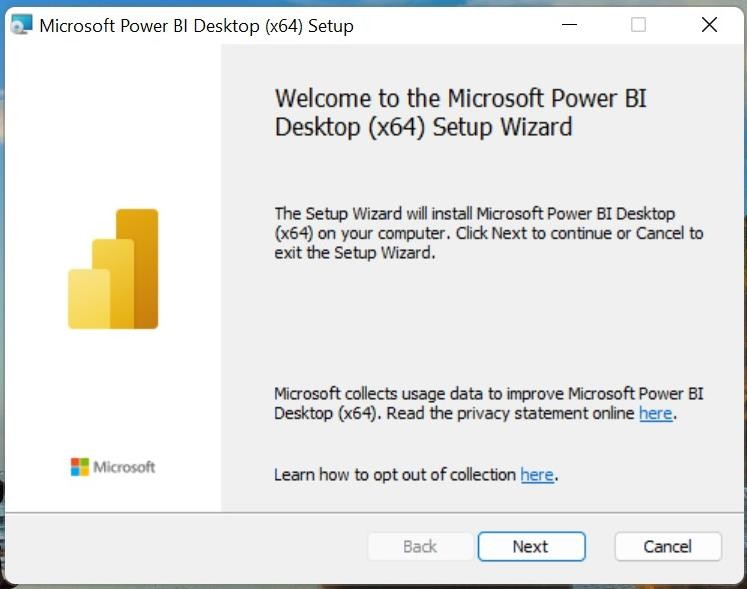 Microsoft Power BI Desktop (x64) Setup
Welcome to the Microsoft Power BI
Desktop (x64) Setup Wizard
The Setup Wizard will install Microsoft Power BI Desktop
(x64) on your computer. Click Next to continue or Cancel to
exit the Setup Wizard.
Microsoft collects usage data to improve Microsoft Power BI
Desktop (x64). Read the privacy statement online here.
Microsoft
Learn how to opt out of collection here.
Back Next Cancel